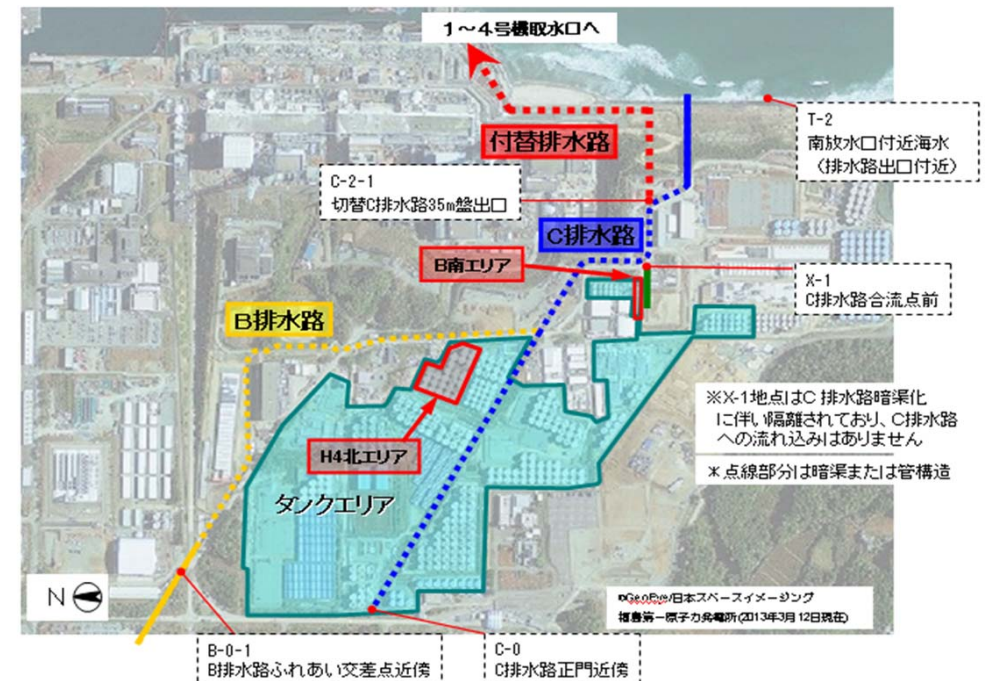 1～4号機取水口へ
付替排水路
T-2
南放水口付近海水
(排水路出口付近)
C-2-1
切替C排水路35m盤出口
C排水路
B南エリア
X-1
C排水路合流点前
B排水路
※X-1地点はC 排水路暗渠化
に伴い隔離されており、C排水路
への流れ込みはありません
H4北エリア
＊点線部分は暗渠または管構造
タンクエリア
N
©GeoEye/日本スペースイメージング
福島第一原子力発電所(2013年3月12日現在)
B-0-1
B排水路ふれあい交差点近傍
C-0
C排水路正門近傍